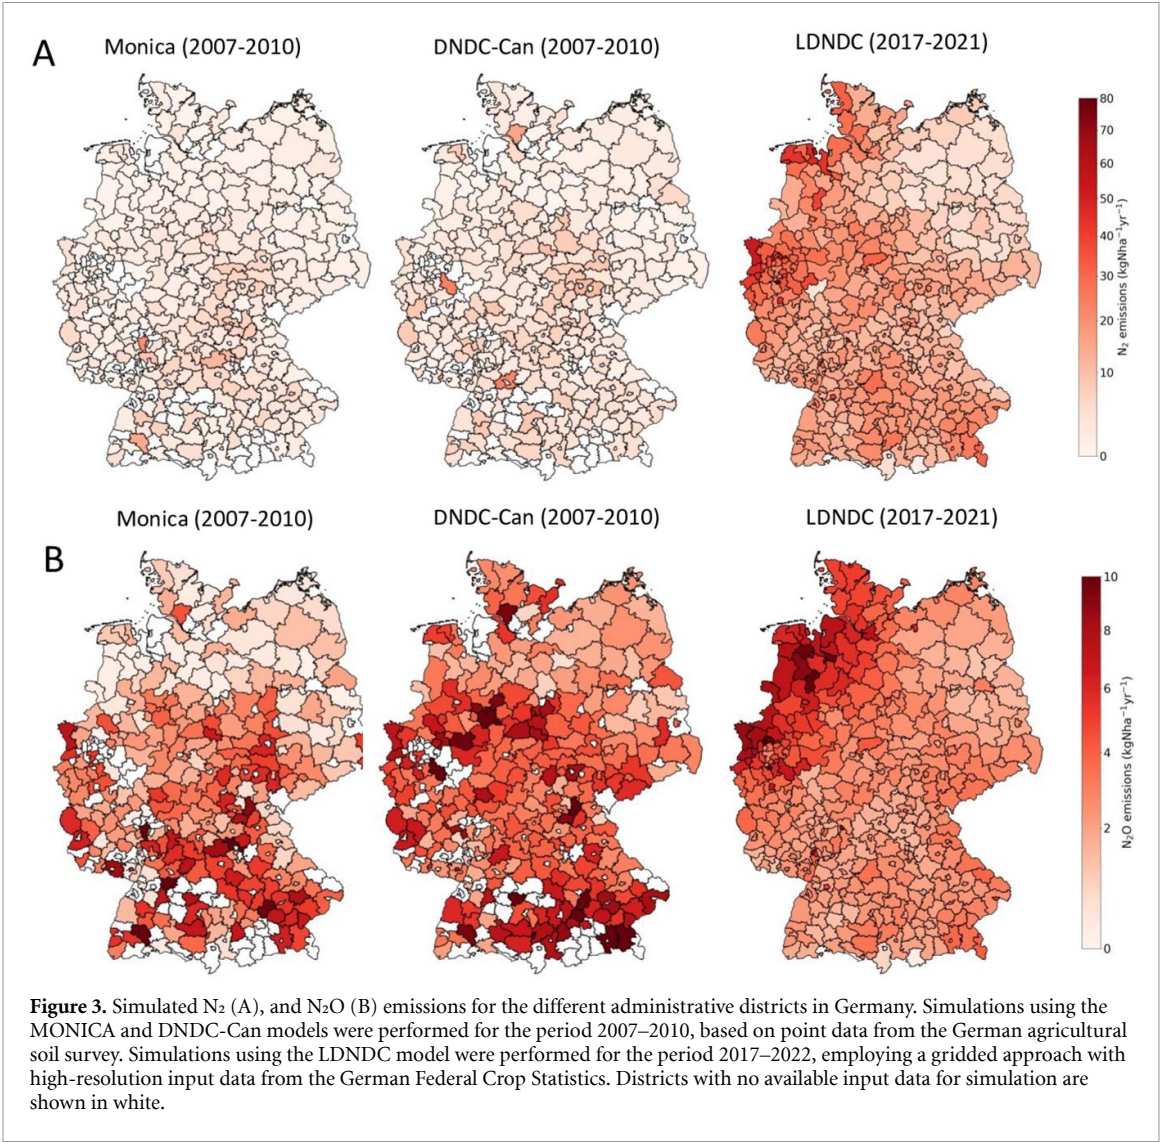 A
Monica (2007-2010)
DNDC-Can (2007-2010)
LDNDC (2017-2021)
80
70
60
50
40
30
20
10
0
N₂ emissions (kgNha⁻¹yr⁻¹)
B
Monica (2007-2010)
DNDC-Can (2007-2010)
LDNDC (2017-2021)
10
8
6
4
2
0
N₂O emissions (kgNha⁻¹yr⁻¹)
Figure 3. Simulated N₂ (A), and N₂O (B) emissions for the different administrative districts in Germany. Simulations using the
MONICA and DNDC-Can models were performed for the period 2007–2010, based on point data from the German agricultural
soil survey. Simulations using the LDNDC model were performed for the period 2017–2022, employing a gridded approach with
high-resolution input data from the German Federal Crop Statistics. Districts with no available input data for simulation are
shown in white.